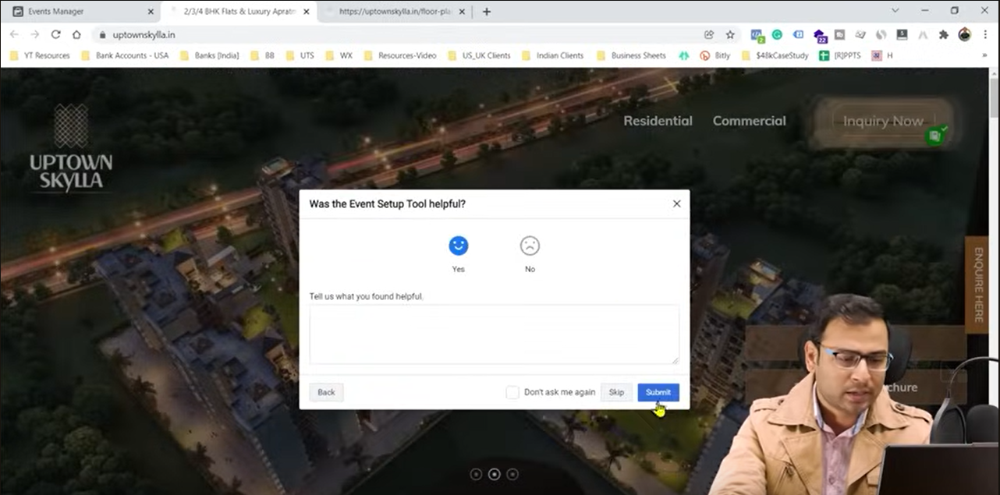 Events Manager
2/3/4 BHK Flats & Luxury Apratm
https://uptownskylla.in/floor-pla
uptownskylla.in
2
22
YT Resources
Bank Accounts - USA
Banks [India]
BB
UTS
WX
Resources-Video
US_UK Clients
Indian Clients
Business Sheets
Bitly
$48kCaseStudy
[R]PPTS
H
»
Residential
Commercial
Inquiry Now
UPTOWN
SKYLLA
Was the Event Setup Tool helpful?
Yes
No
Tell us what you found helpful.
Back
Don't ask me again
Skip
Submit
ENQUIRE HERE
chure